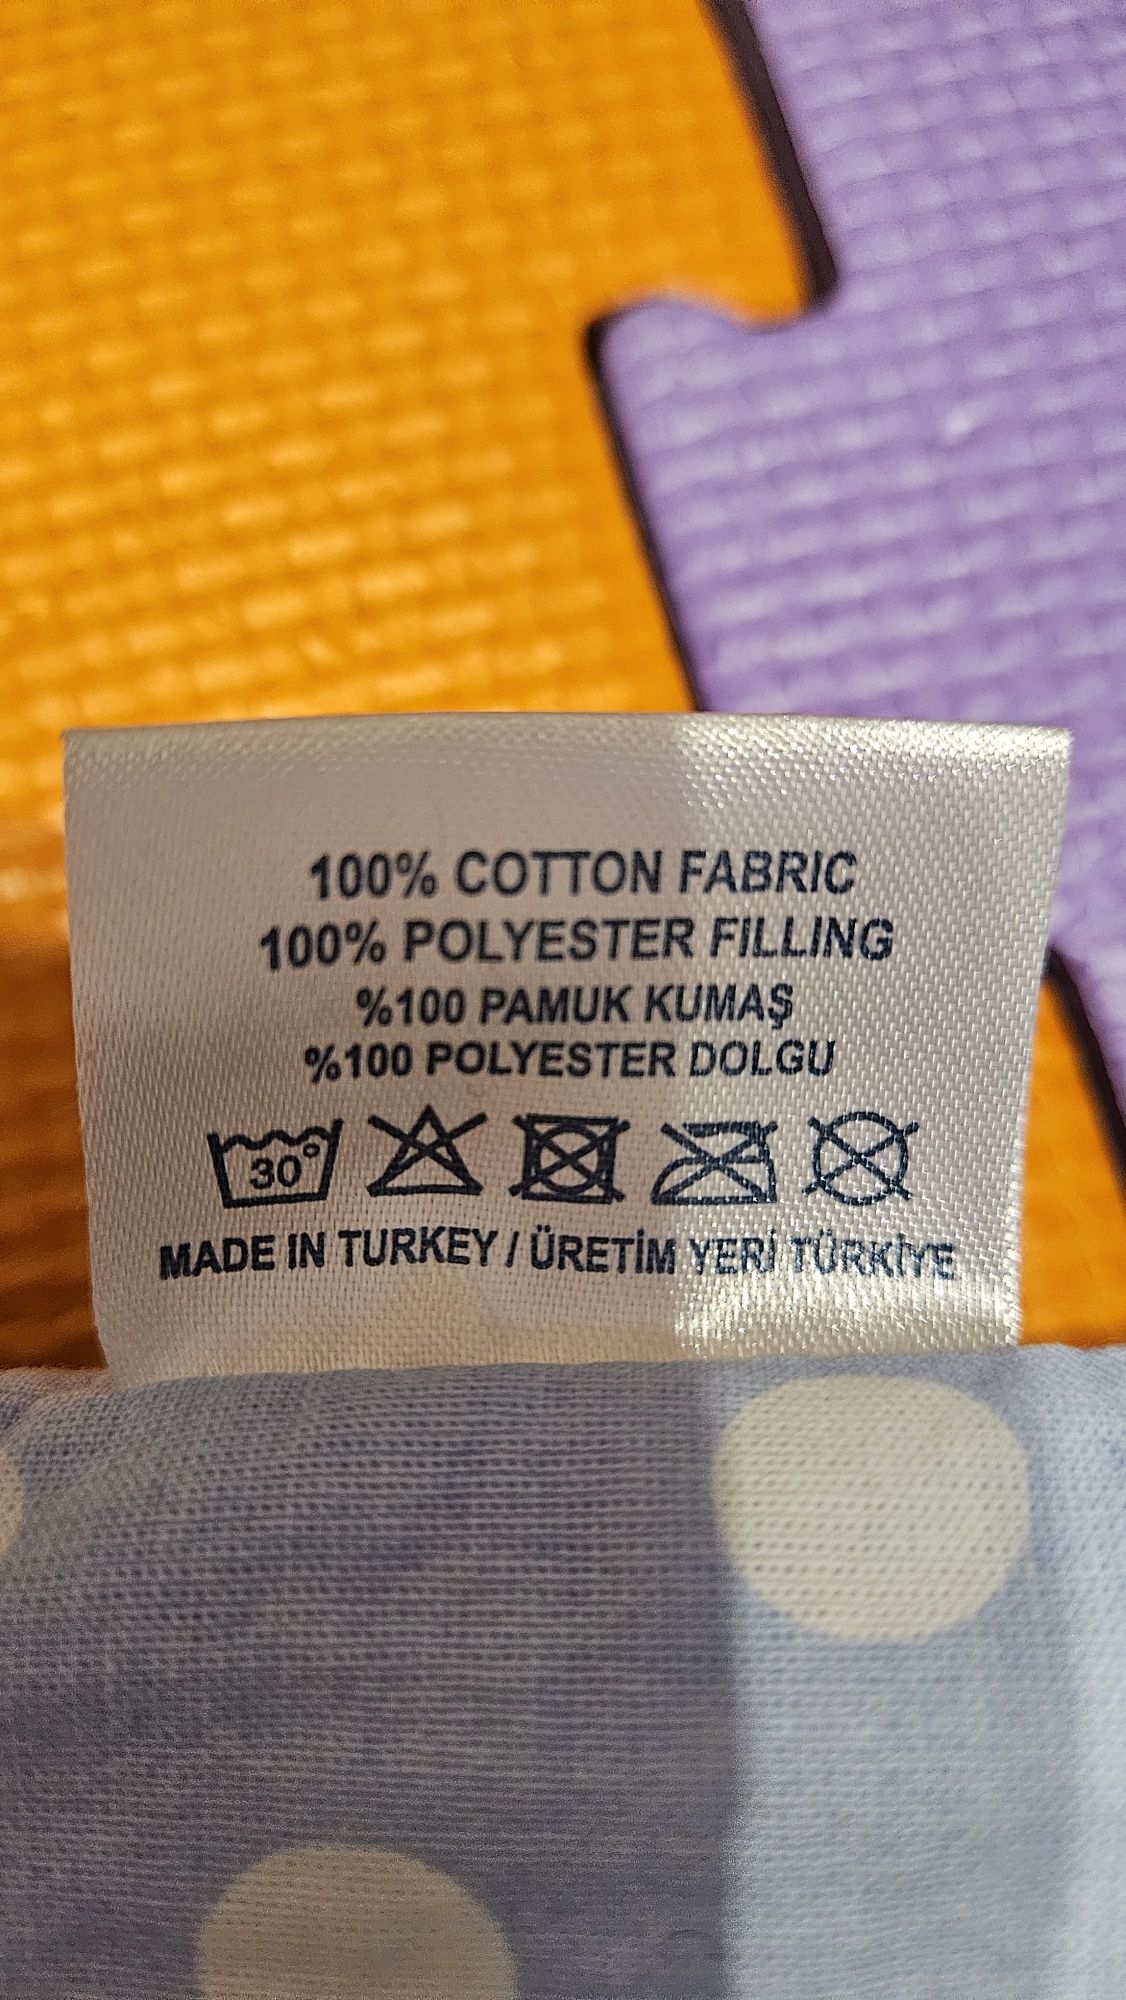 100% COTTON FABRIC
100% POLYESTER FILLING
%100 PAMUK KUMAŞ
%100 POLYESTER DOLGU
30°
MADE IN TURKEY / ÜRETİM YERİ TÜRKİYE